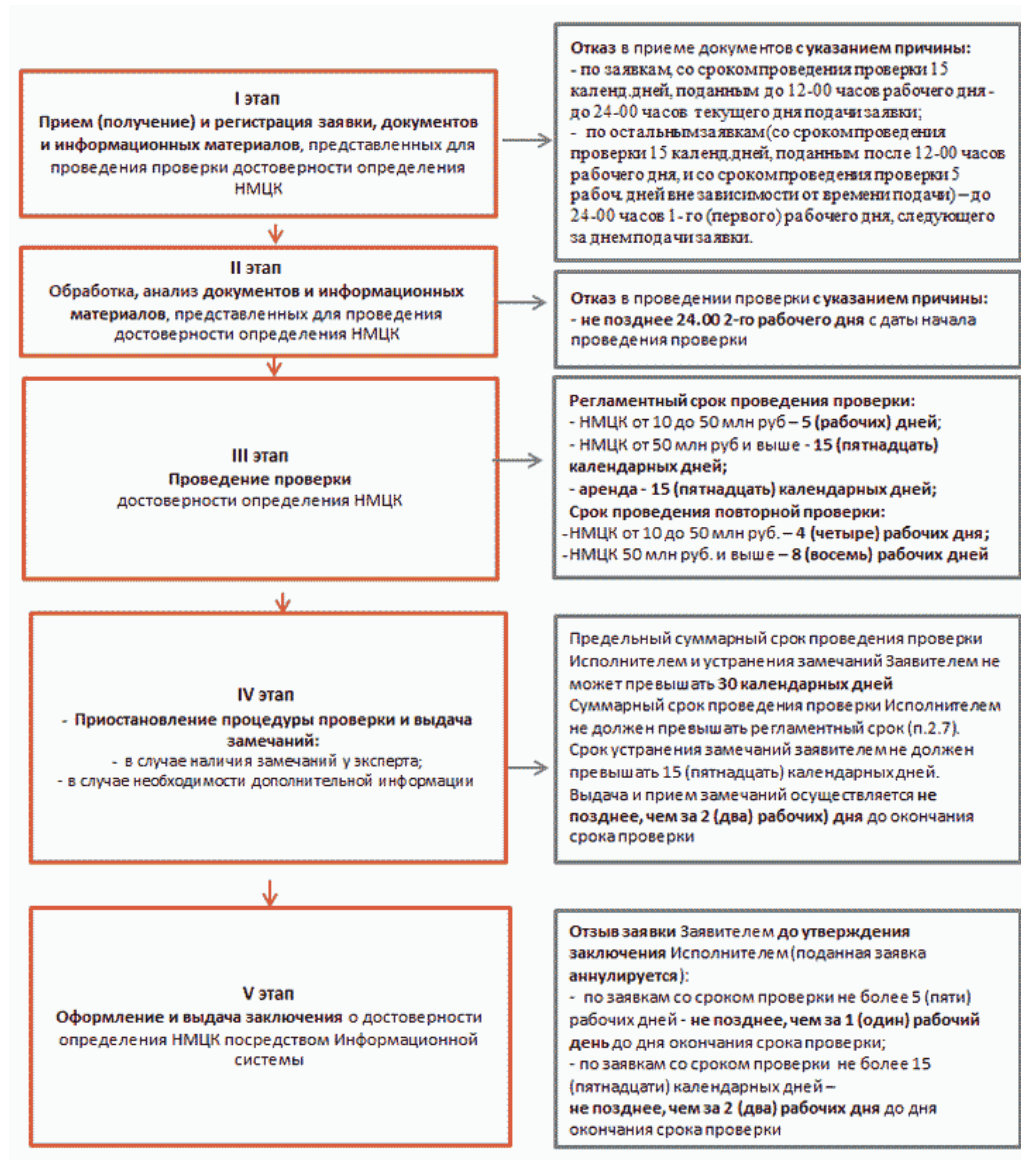 I этап
Прием (получение) и регистрация заявки, документов
и информационных материалов, представленных для
проведения проверки достоверности определения
НМЦК
Отказ в приеме документов с указанием причины:
- по заявкам, со сроком проведения проверки 15
календ.дней, поданным до 12-00 часов рабочего дня -
до 24-00 часов текущего дня подачи заявки;
- по остальным заявкам (со сроком проведения
проверки 15 календ.дней, поданным после 12-00 часов
рабочего дня, и со сроком проведения проверки 5
рабоч. дней вне зависимости от времени подачи) – до
24-00 часов 1-го (первого) рабочего дня, следующего
за днем подачи заявки.
II этап
Обработка, анализ документов и информационных
материалов, представленных для проведения
достоверности определения НМЦК
Отказ в проведении проверки с указанием причины:
- не позднее 24.00 2-го рабочего дня с даты начала
проведения проверки
III этап
Проведение проверки
достоверности определения НМЦК
Регламентный срок проведения проверки:
- НМЦК от 10 до 50 млн руб – 5 (рабочих) дней;
- НМЦК от 50 млн руб и выше - 15 (пятнадцать)
календарных дней;
- аренда - 15 (пятнадцать) календарных дней;
Срок проведения повторной проверки:
-НМЦК от 10 до 50 млн руб. – 4 (четыре) рабочих дня;
-НМЦК 50 млн руб. и выше – 8 (восемь) рабочих дней
IV этап
- Приостановление процедуры проверки и выдача
замечаний:
- в случае наличия замечаний у эксперта;
- в случае необходимости дополнительной информации
Предельный суммарный срок проведения проверки
Исполнителем и устранения замечаний Заявителем не
может превышать 30 календарных дней
Суммарный срок проведения проверки Исполнителем
не должен превышать регламентный срок (п.2.7).
Срок устранения замечаний заявителем не должен
превышать 15 (пятнадцать) календарных дней.
Выдача и прием замечаний осуществляется не
позднее, чем за 2 (два) рабочих) дня до окончания
срока проверки
V этап
Оформление и выдача заключения о достоверности
определения НМЦК посредством Информационной
системы
Отзыв заявки Заявителем до утверждения
заключения Исполнителем (поданная заявка
аннулируется):
- по заявкам со сроком проверки не более 5 (пяти)
рабочих дней - не позднее, чем за 1 (один) рабочий
день до дня окончания срока проверки;
- по заявкам со сроком проверки не более 15
(пятнадцати) календарных дней –
не позднее, чем за 2 (два) рабочих дня до дня
окончания срока проверки